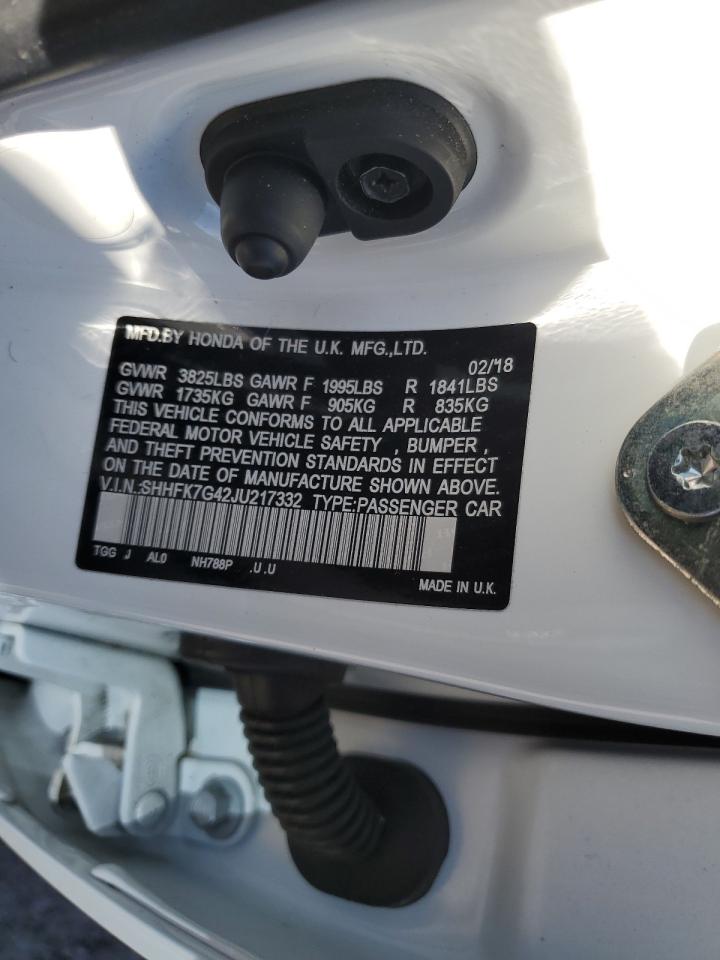 MFD.BY HONDA OF THE U.K. MFG.,LTD.
02/'18
GVWR 3825LBS GAWR F 1995LBS R 1841LBS
GVWR 1735KG GAWR F 905KG R 835KG
THIS VEHICLE CONFORMS TO ALL APPLICABLE
FEDERAL MOTOR VEHICLE SAFETY , BUMPER ,
AND THEFT PREVENTION STANDARDS IN EFFECT
ON THE DATE OF MANUFACTURE SHOWN ABOVE.
V.I.N.:SHHFK7G42JU217332 TYPE:PASSENGER CAR
TGG J AL0 NH788P .U.U
MADE IN U.K.